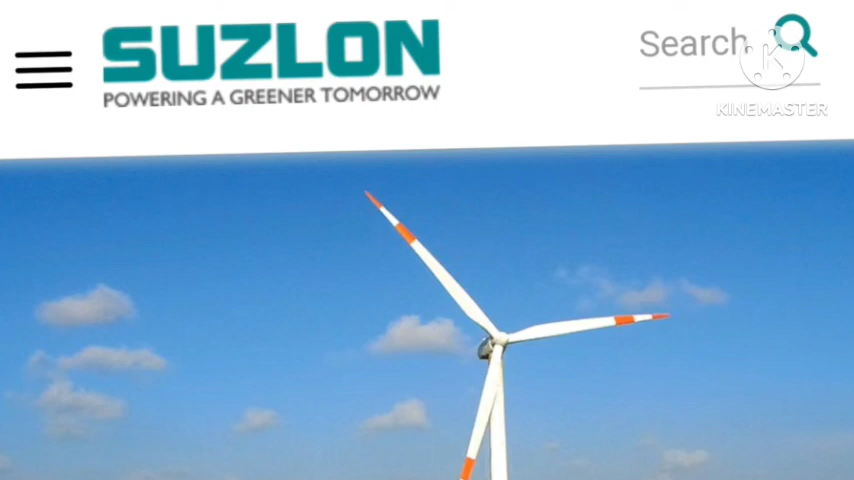 SUZLON
POWERING A GREENER TOMORROW
Search
KINEMASTER